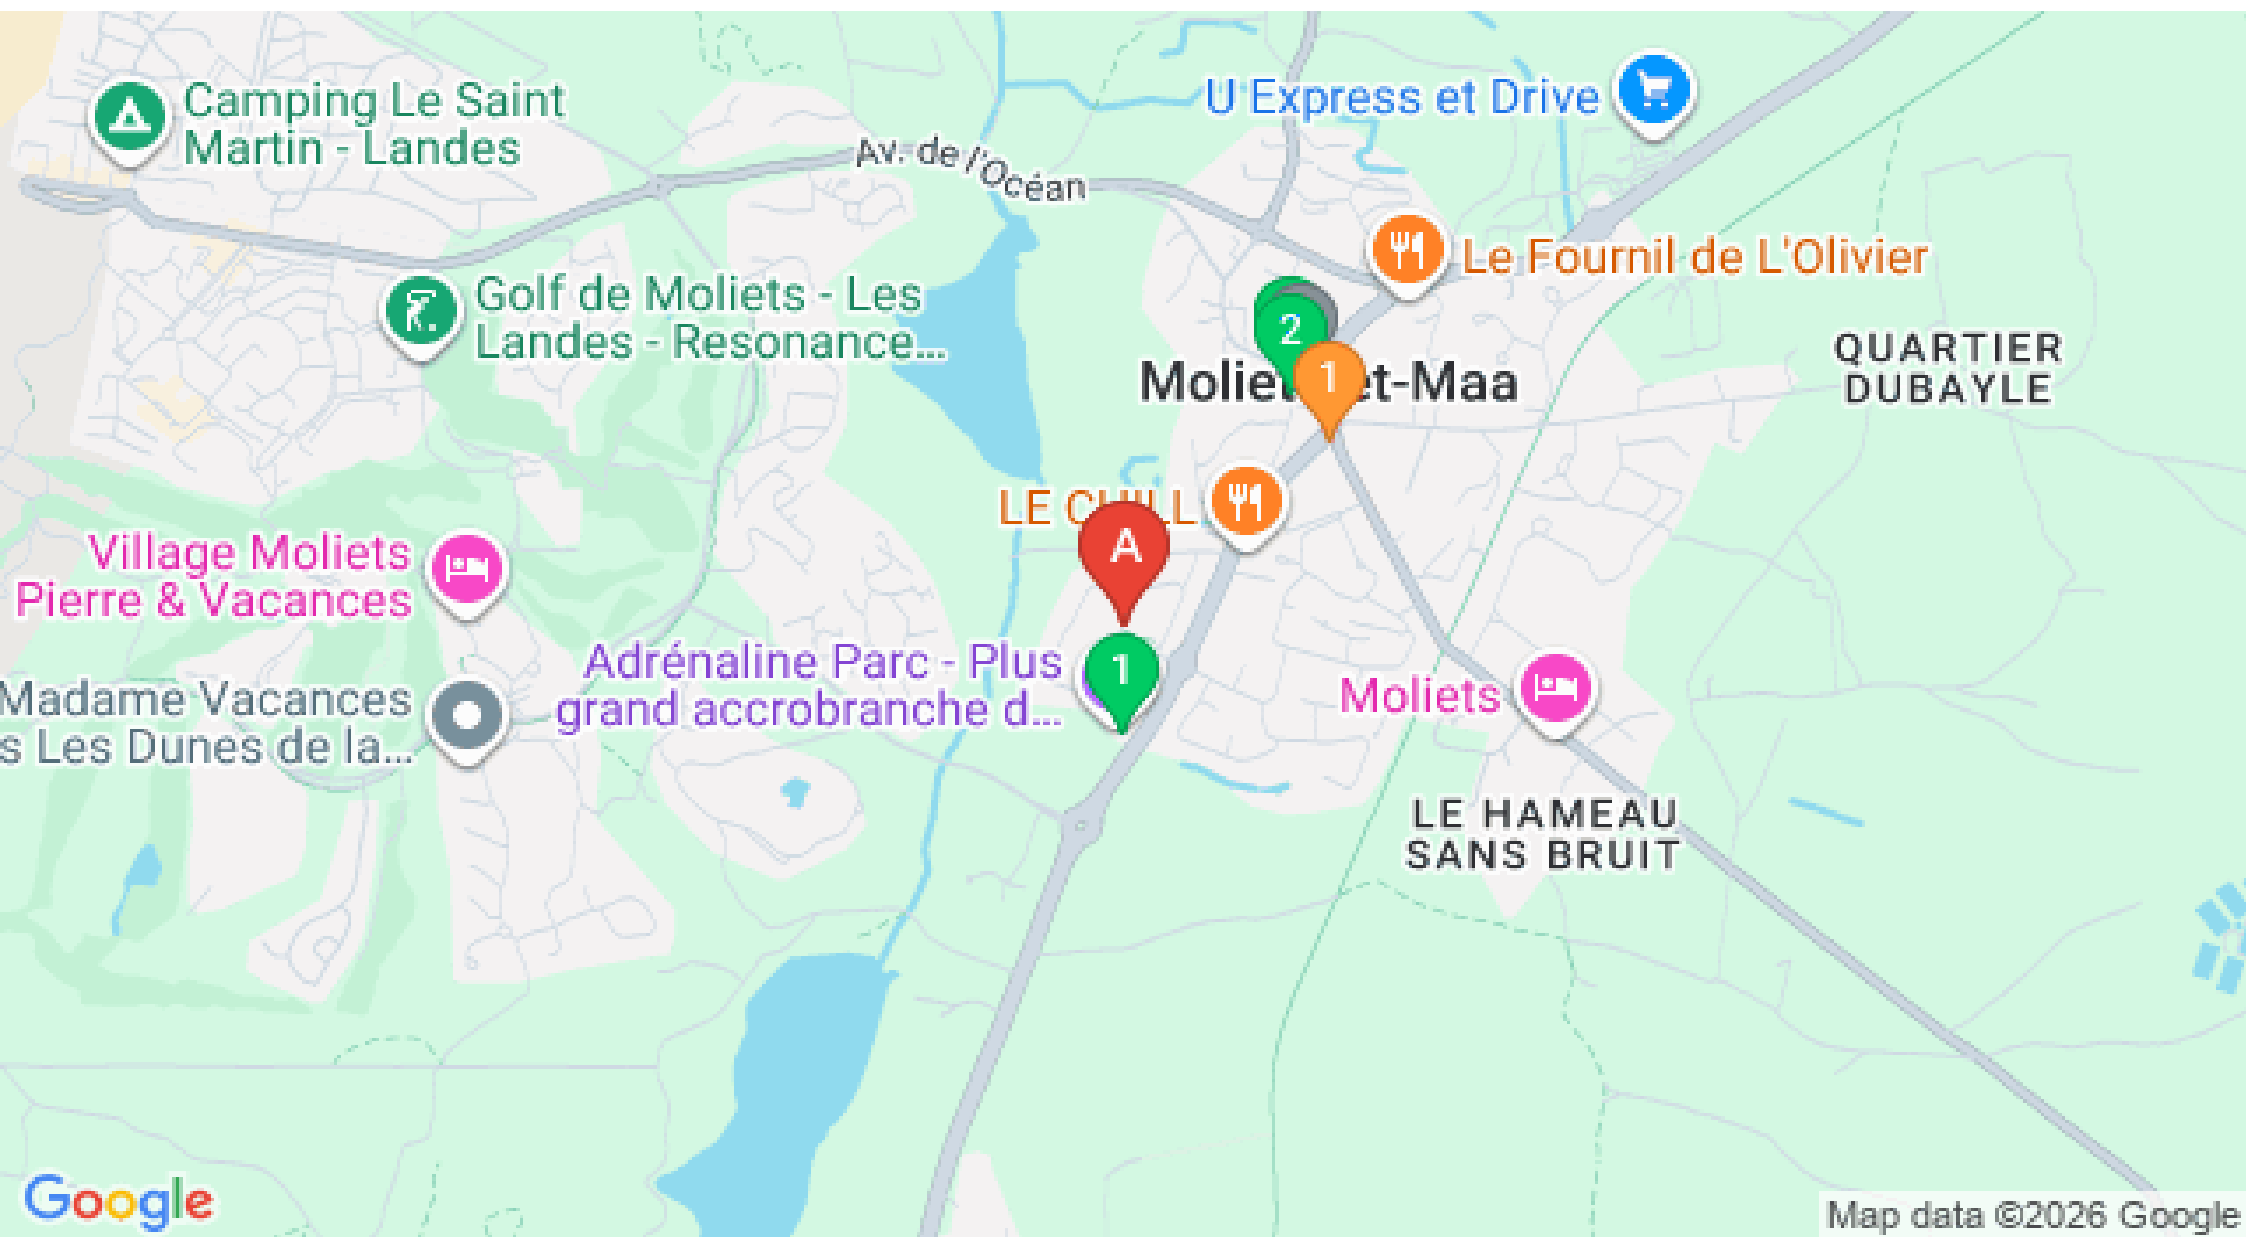 Camping Le Saint
Martin - Landes
Av. de l'Océan
U Express et Drive
Le Fournil de L'Olivier
Golf de Moliets - Les
Landes - Resonance...
2
1
QUARTIER
DUBAYLE
et-Maa
A
Village Moliets
Pierre & Vacances
Adrénaline Parc - Plus
grand accrobranche d...
1
Moliets
Madame Vacances
s Les Dunes de la...
LE HAMEAU
SANS BRUIT
Google
Map data ©2026 Google